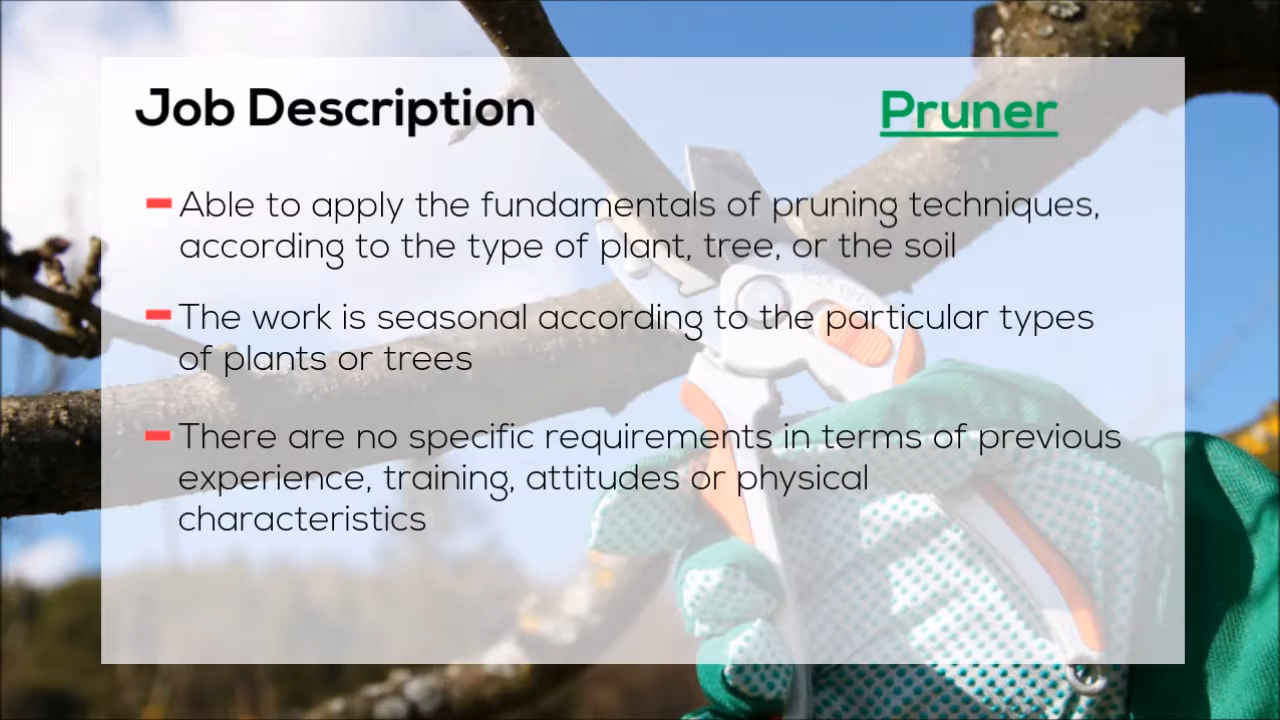 Job Description
Pruner
Able to apply the fundamentals of pruning techniques,
according to the type of plant, tree, or the soil
The work is seasonal according to the particular types
of plants or trees
There are no specific requirements in terms of previous
experience, training, attitudes or physical
characteristics